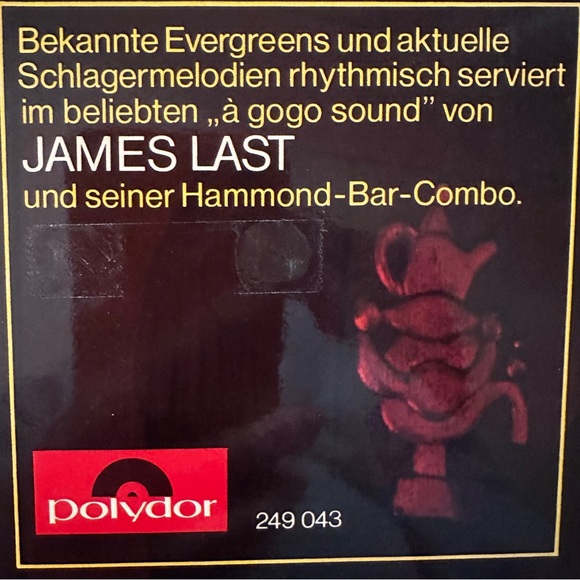 Bekannte Evergreens und aktuelle
Schlagermelodien rhythmisch serviert
im beliebten „à gogo sound” von
JAMES LAST
und seiner Hammond-Bar-Combo.
polydor
249 043